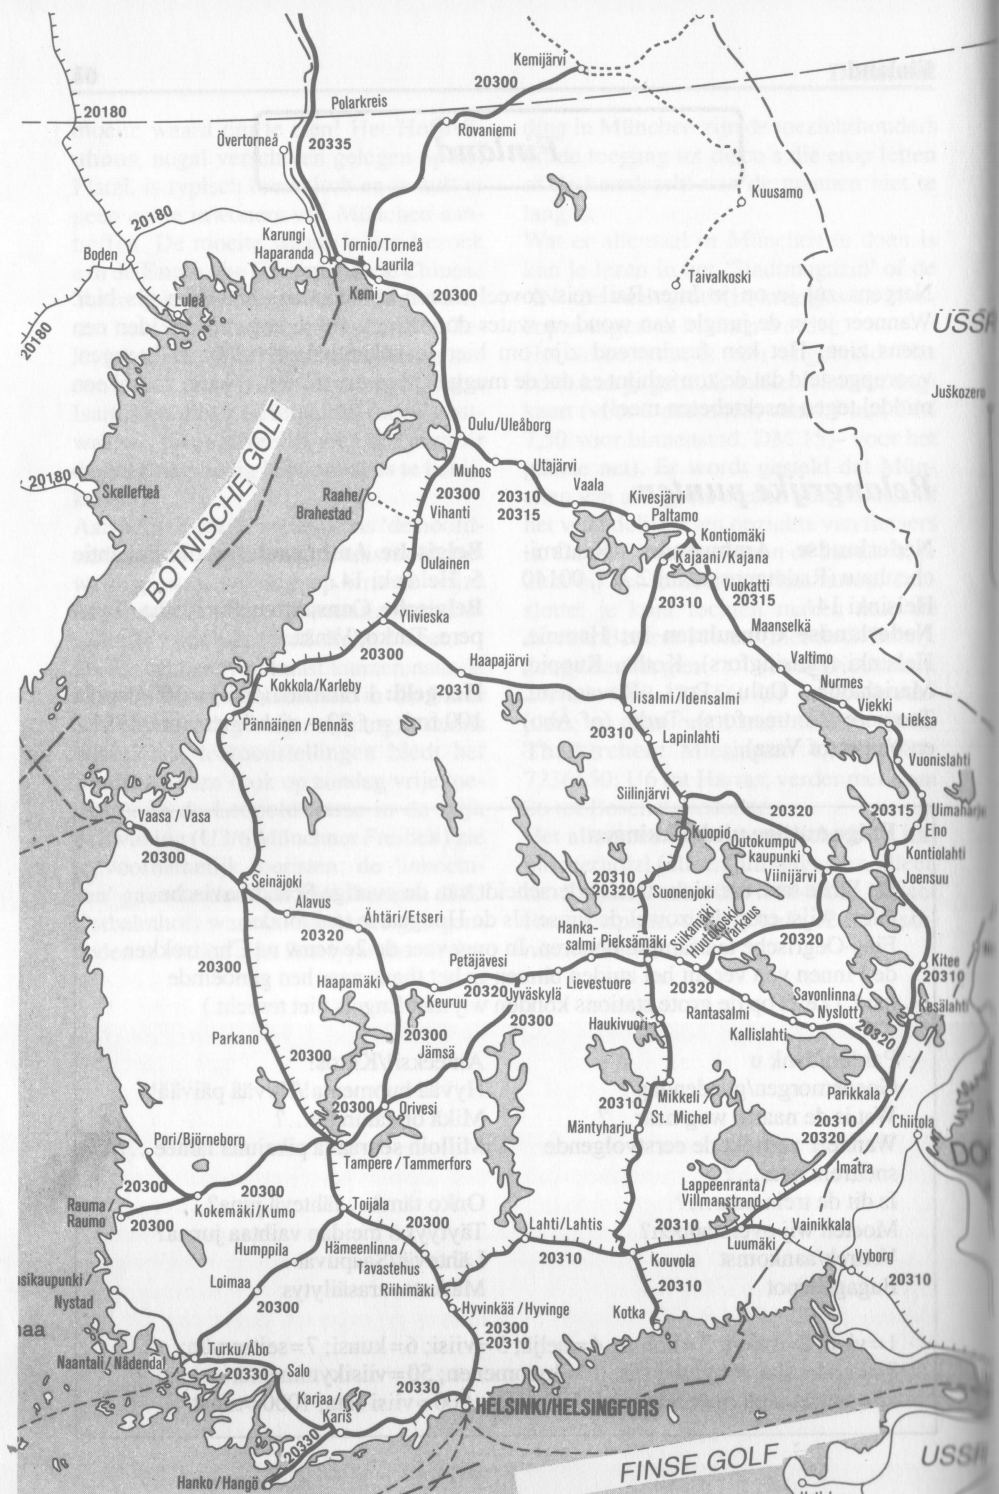 Kemijärvi
20300
20180
Polarkreis
Rovaniemi
Övertorneå
20335
Kuusamo
20180
Karungi
Haparanda
Tornio/Torneå
Boden
Laurila
Taivalkoski
Kemi
20300
Luleå
USSR
20180
Juškozero
Oulu/Uleåborg
BOTNISCHE GOLF
20180
Skellefteå
Muhos
Utajärvi
Raahe/
Brahestad
20300
Vihanti
20310
20315
Vaala
Kivesjärvi
Paltamo
Kontiomäki
Oulainen
Kajaani/Kajana
Vuokatti
20310
20315
Ylivieska
Maanselkä
20300
Haapajärvi
Valtimo
20310
Kokkola/Karleby
Nurmes
Iisalmi/Idensalmi
Viekki
Lieksa
Pännäinen/Bennäs
20310
Lapinlahti
Vuonislahti
Siilinjärvi
Vaasa/Vasa
20320
20315
Uimaharju
20300
Kuopio
Eno
Outokumpu
kaupunki
Kontiolahti
Seinäjoki
20310
20320
Viinijärvi
Joensuu
Suonenjoki
Alavus
Ähtäri/Etseri
20320
Hanka-
salmi
Pieksämäki
Siikamäki
Huutokoski
Varkaus
20320
20300
Petäjävesi
Kitee
20310
Haapamäki
20320
Jyväskylä
Lievestuore
20320
Savonlinna/
Nyslott
Keuruu
Rantasalmi
Kesälahti
20300
20300
Haukivuori
Kallislahti
20320
Parkano
20300
Jämsä
20300
Orivesi
Mikkeli/
St. Michel
Parikkala
20310
20310
20320
Chiitola
Pori/Björneborg
Mäntyharju
Tampere/Tammerfors
Imatra
20300
Lappeenranta/
Villmanstrand
Rauma/
Raumo
20300
Toijala
20300
Kokemäki/Kumo
20300
Lahti/Lahtis
20310
Vainikkala
Humppila
Hämeenlinna/
Tavastehus
20310
Luumäki
Kouvola
Vyborg
Loimaa
Riihimäki
20310
20310
Nystad
20300
Hyvinkää/Hyvinge
Kotka
20300
20310
Turku/Åbo
Naantali/Nådendal
20330
Salo
20330
Karjaa/
Karis
HELSINKI/HELSINGFORS
20330
FINSE GOLF
USSR
Hanko/Hangö